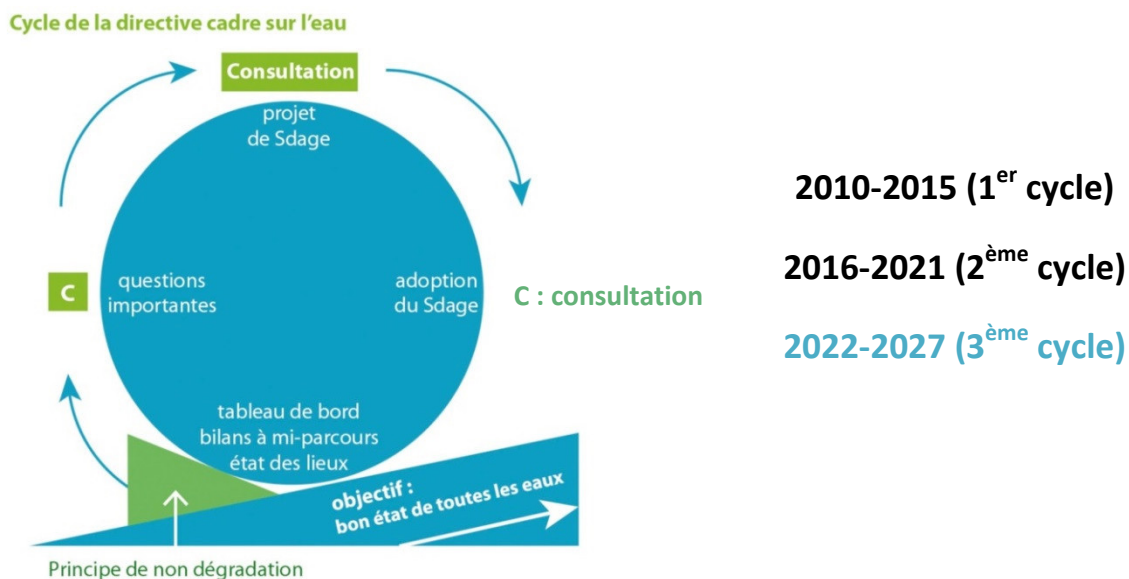 Cycle de la directive cadre sur l'eau
Consultation
projet
de Sdage
C
questions
importantes
adoption
du Sdage
C : consultation
tableau de bord
bilans à mi-parcours
état des lieux
objectif :
bon état de toutes les eaux
Principe de non dégradation
2010-2015 (1er cycle)
2016-2021 (2ème cycle)
2022-2027 (3ème cycle)